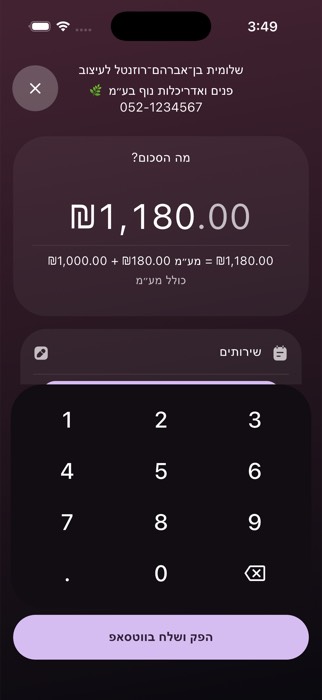 3:49
שלומית בן־אברהם־רוזנטל לעיצוב
פנים ואדריכלות נוף בע״מ 🌿
052-1234567
מה הסכום?
₪1,180.00
₪1,000.00 + ₪180.00 מע״מ = ₪1,180.00
כולל מע״מ
שירותים
1 2 3
4 5 6
7 8 9
. 0
הפק ושלח בווטסאפ